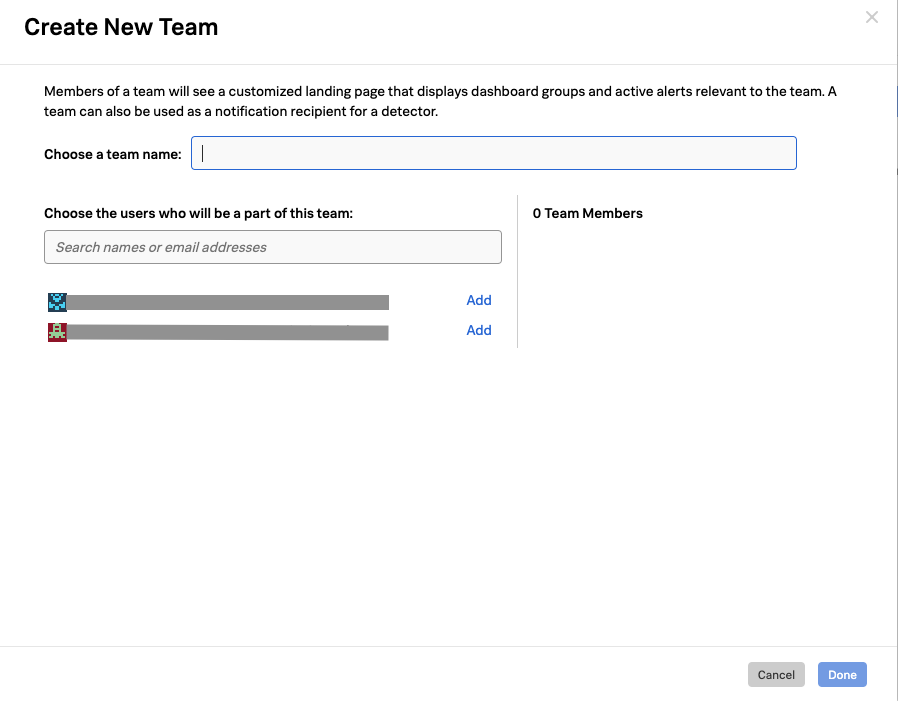 Create New Team
Members of a team will see a customized landing page that displays dashboard groups and active alerts relevant to the team. A
team can also be used as a notification recipient for a detector.
Choose a team name:
Choose the users who will be a part of this team:
Search names or email addresses
Add
Add
0 Team Members
Cancel
Done